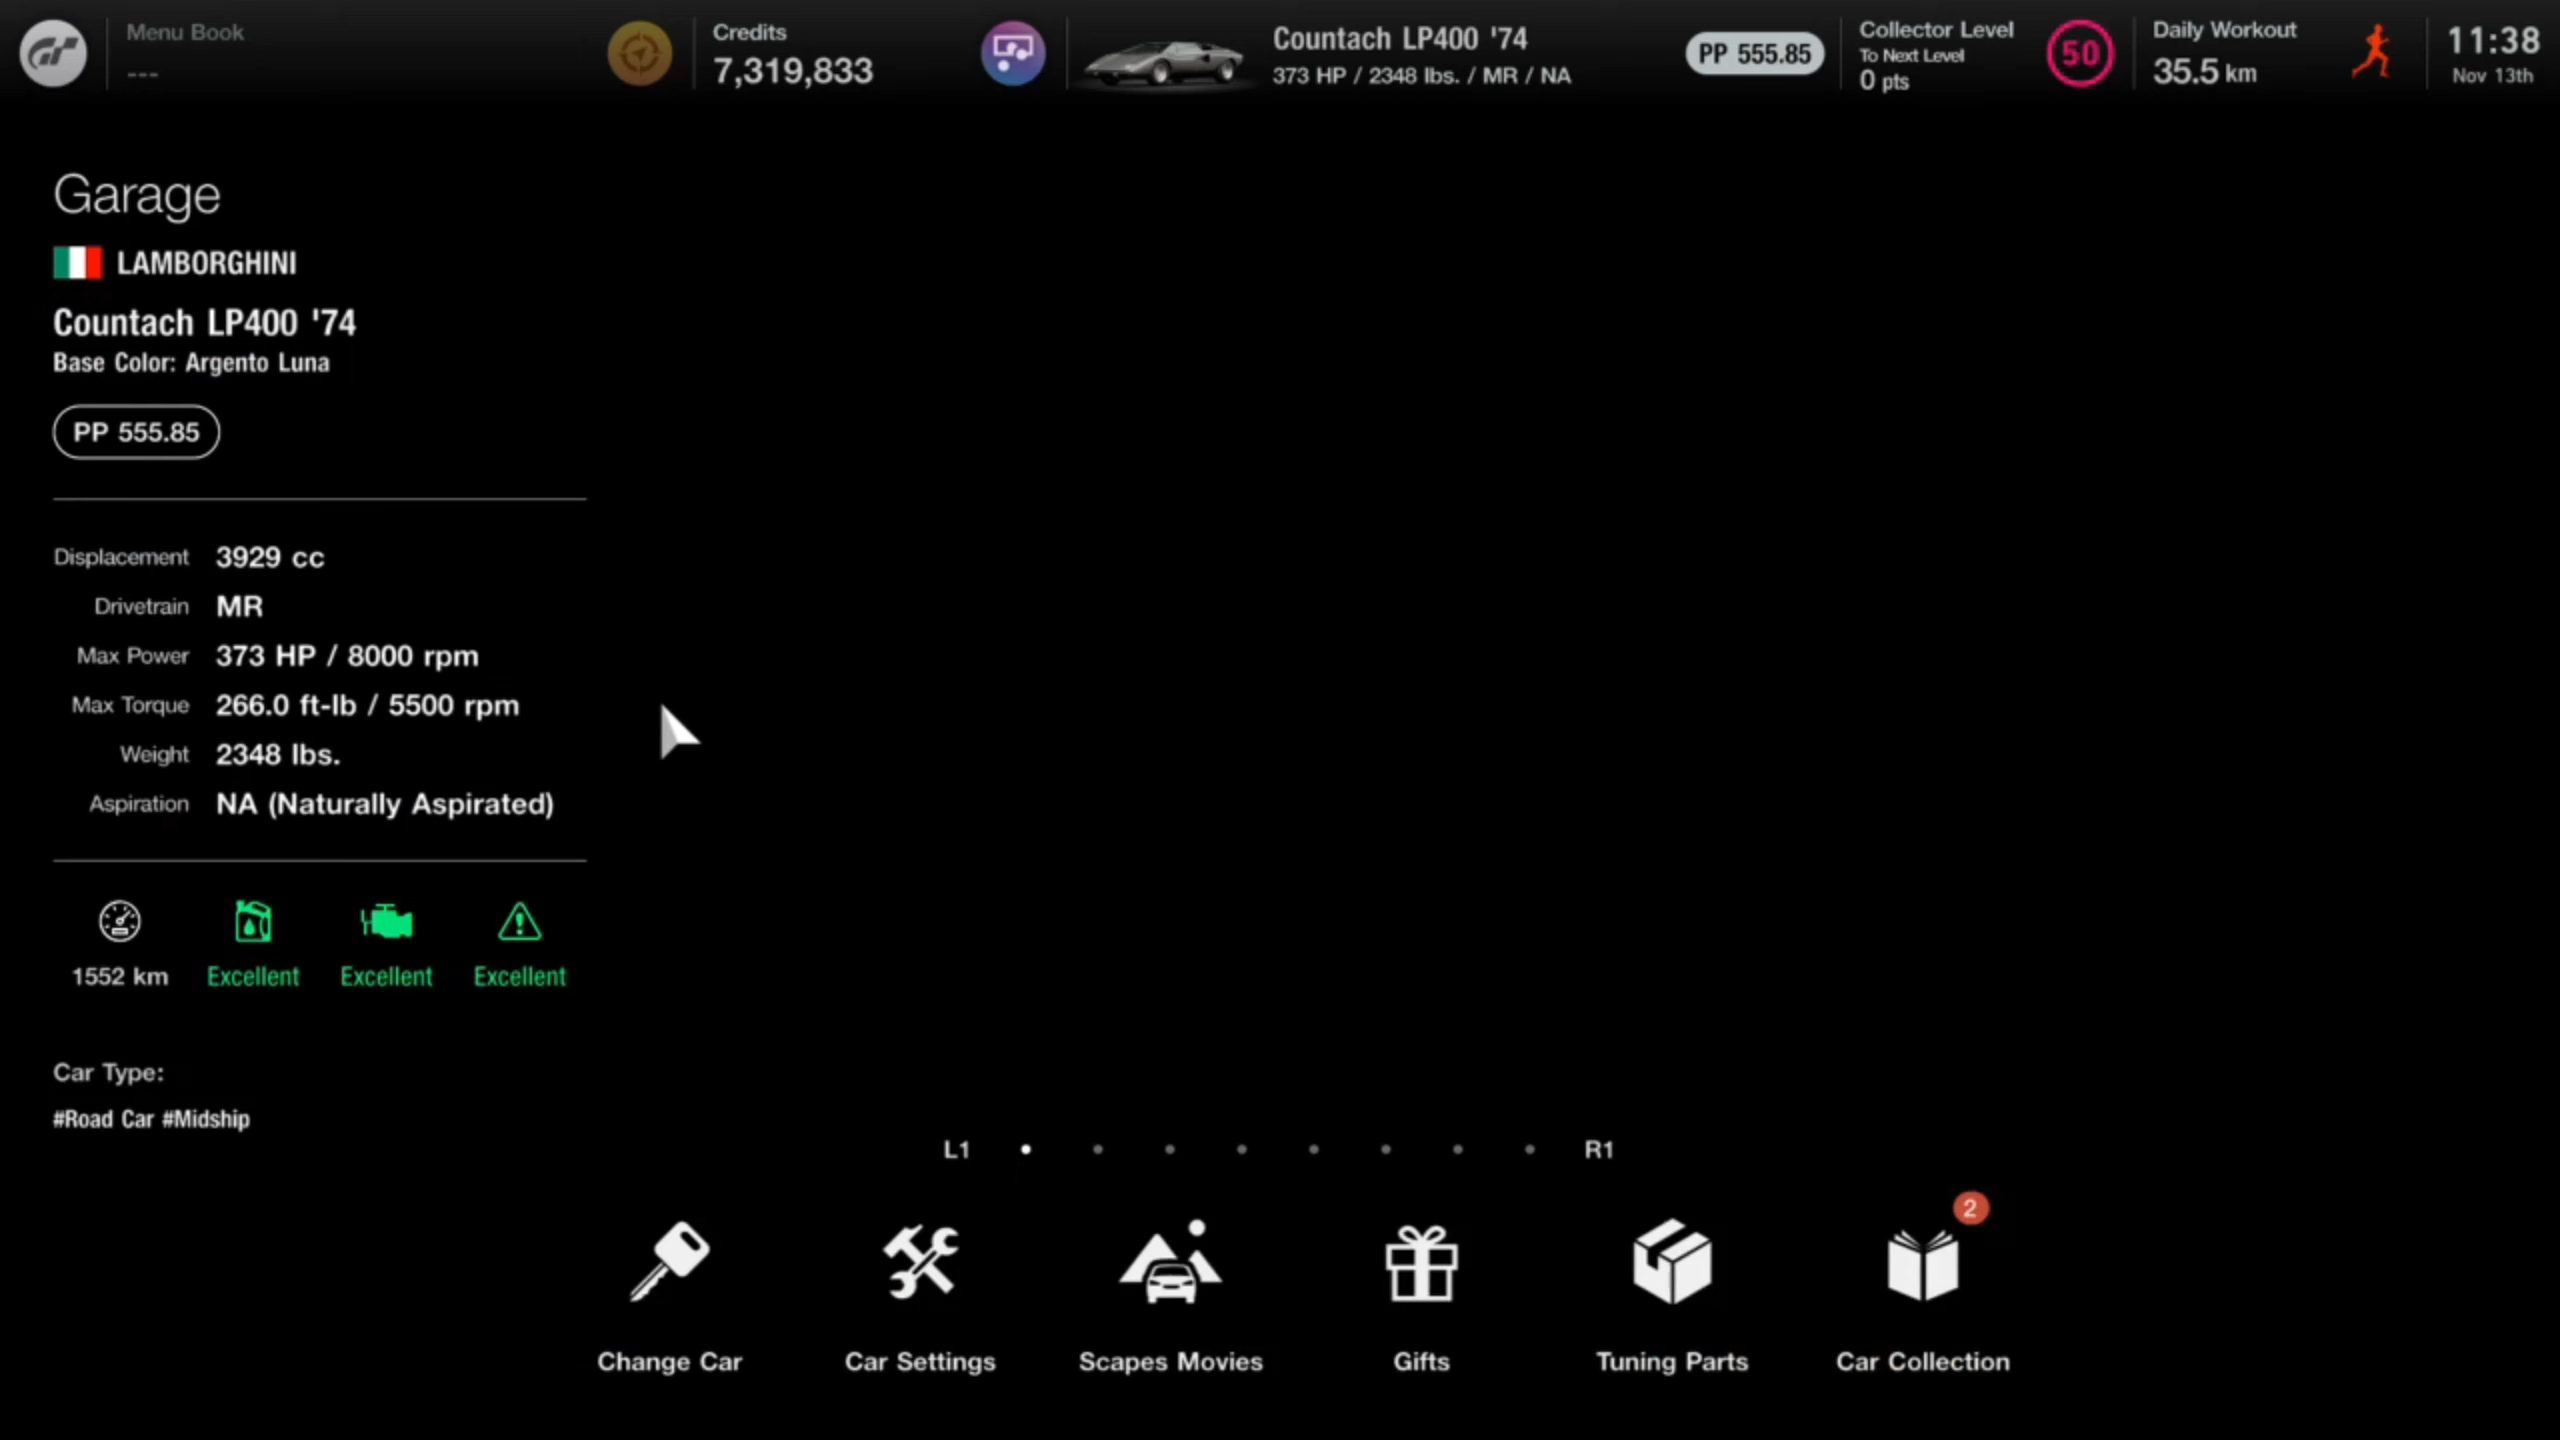 Menu Book
---
Credits
7,319,833
Countach LP400 '74
373 HP / 2348 lbs. / MR / NA
PP 555.85
Collector Level
To Next Level
0 pts
50
Daily Workout
35.5 km
11:38
Nov 13th
Garage
LAMBORGHINI
Countach LP400 '74
Base Color: Argento Luna
PP 555.85
Displacement 3929 cc
Drivetrain MR
Max Power 373 HP / 8000 rpm
Max Torque 266.0 ft-lb / 5500 rpm
Weight 2348 lbs.
Aspiration NA (Naturally Aspirated)
1552 km Excellent Excellent Excellent
Car Type:
#Road Car #Midship
L1 R1
2
Change Car Car Settings Scapes Movies Gifts Tuning Parts Car Collection